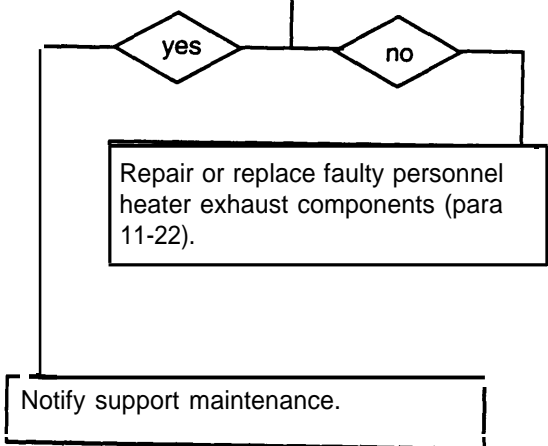 yes
no
Repair or replace faulty personnel
heater exhaust components (para
11-22).
Notify support maintenance.